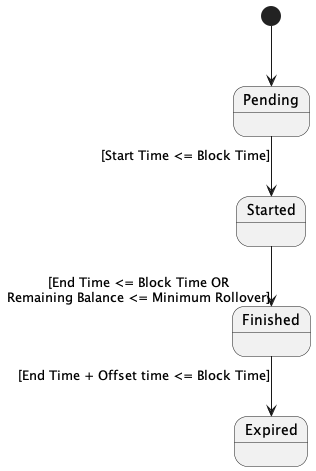 Pending
[Start Time <= Block Time]
Started
[End Time <= Block Time OR
Remaining Balance <= Minimum Rollover]
Finished
[End Time + Offset time <= Block Time]
Expired